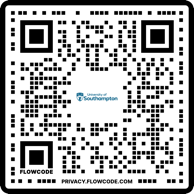 University of
Southampton
FLOWCODE
PRIVACY.FLOWCODE.COM